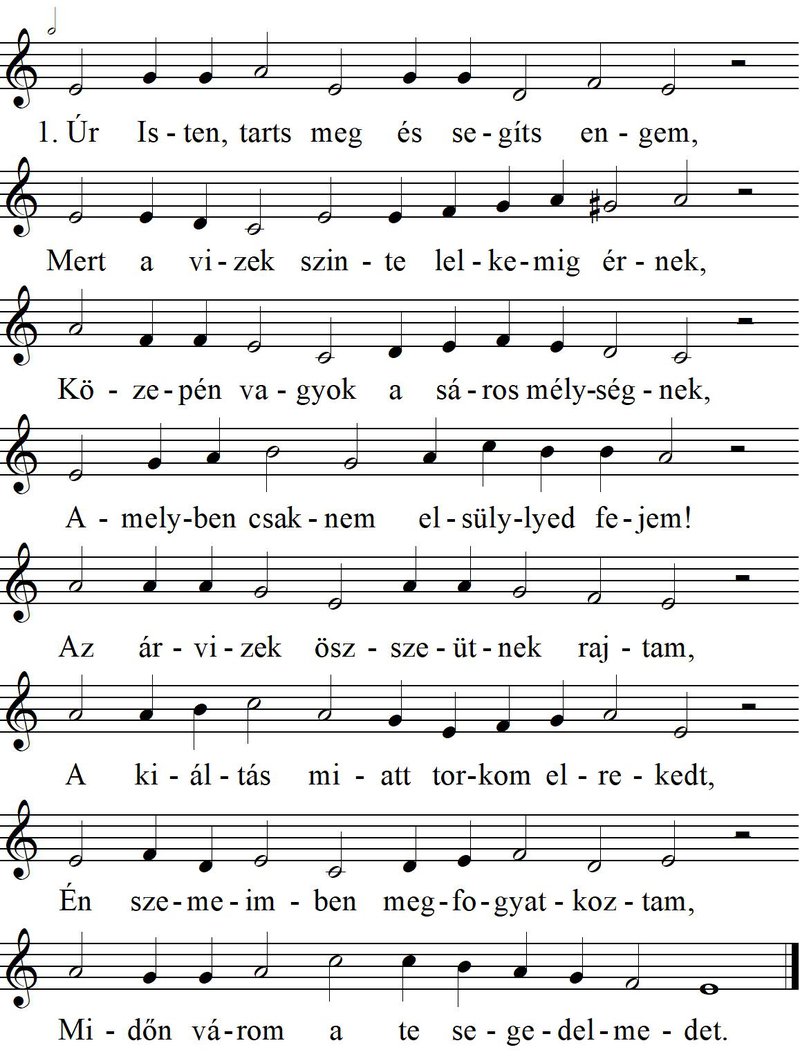 1. Úr Is - ten, tarts meg és se - gíts en - gem,
Mert a vi - zek szin - te lel - ke - mig ér - nek,
Kö - ze - pén va - gyok a sá - ros mély - ség - nek,
A - mely - ben csak - nem el - süly - lyed fe - jem!
Az ár - vi - zek ösz - sze - üt - nek raj - tam,
A ki - ál - tás mi - att tor - kom el - re - kedt,
Én sze - me - im - ben meg - fo - gyat - koz - tam,
Mi - dőn vá - rom a te se - ge - del - me - det.